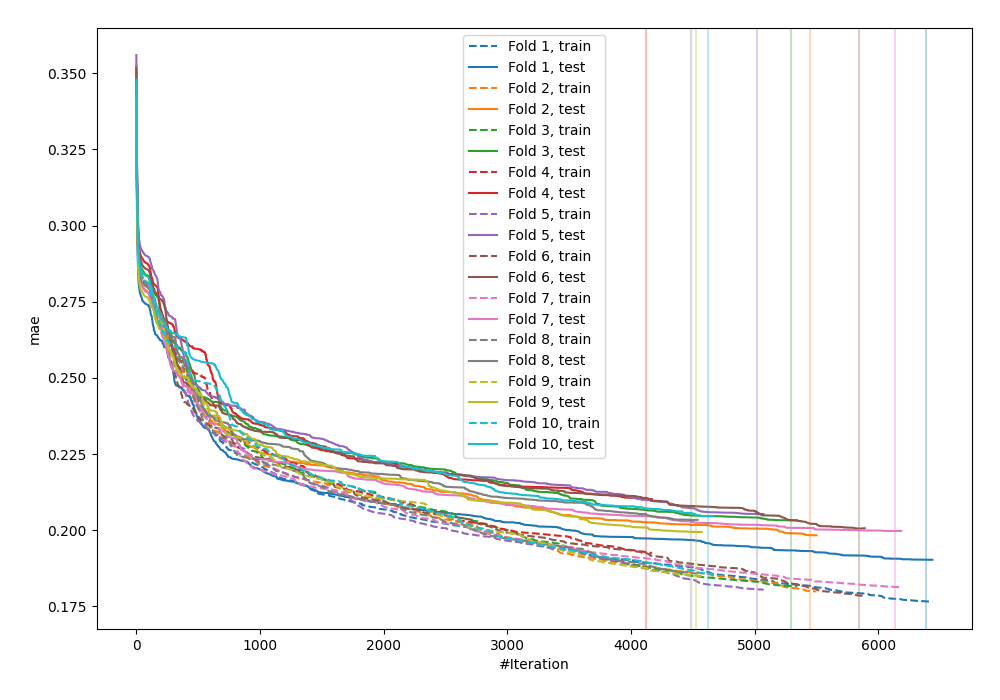 0.350
0.325
0.300
0.275
0.250
0.225
0.200
0.175
mae
Fold 1, train
Fold 1, test
Fold 2, train
Fold 2, test
Fold 3, train
Fold 3, test
Fold 4, train
Fold 4, test
Fold 5, train
Fold 5, test
Fold 6, train
Fold 6, test
Fold 7, train
Fold 7, test
Fold 8, train
Fold 8, test
Fold 9, train
Fold 9, test
Fold 10, train
Fold 10, test
0 1000 2000 3000 4000 5000 6000
#Iteration